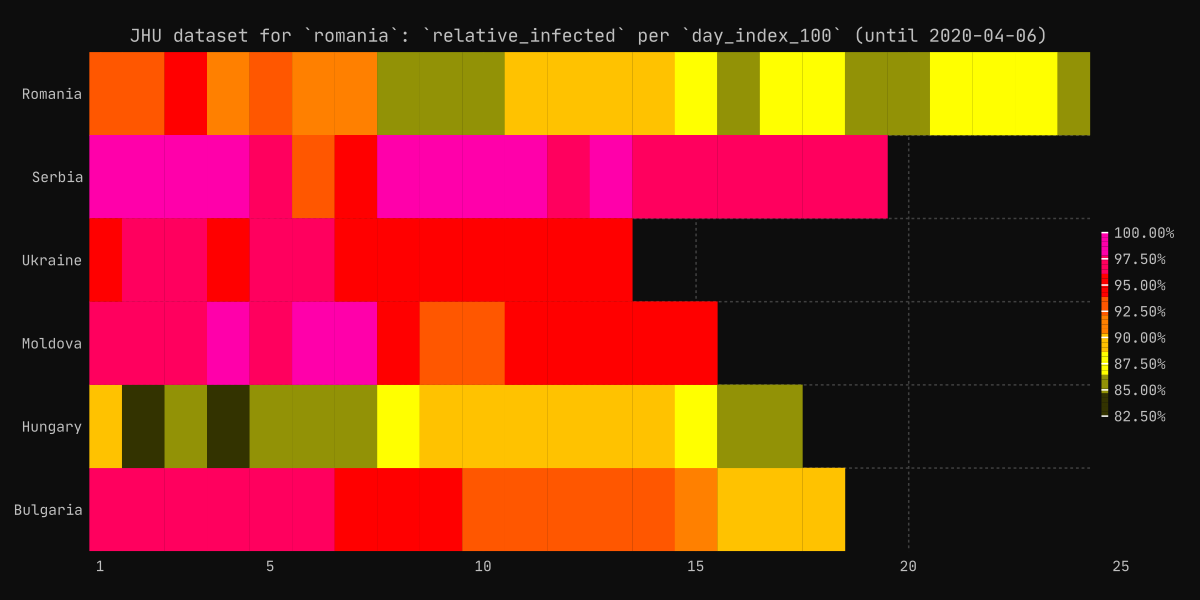 JHU dataset for `romania`: `relative_infected` per `day_index_100` (until 2020-04-06)
Romania
Serbia
Ukraine
Moldova
Hungary
Bulgaria
100.00%
97.50%
95.00%
92.50%
90.00%
87.50%
85.00%
82.50%
1 5 10 15 20 25